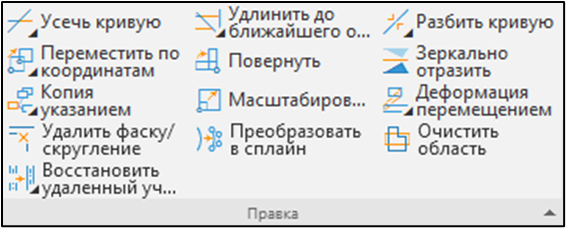 Усечь кривую
Удлинить до
ближайшего о...
Разбить кривую
Переместить по
координатам
Повернуть
Зеркально
отразить
Копия
указанием
Масштабиров...
Деформация
перемещением
Удалить фаску/
скругление
Преобразовать
в сплайн
Очистить
область
Восстановить
удаленный уч...
Правка